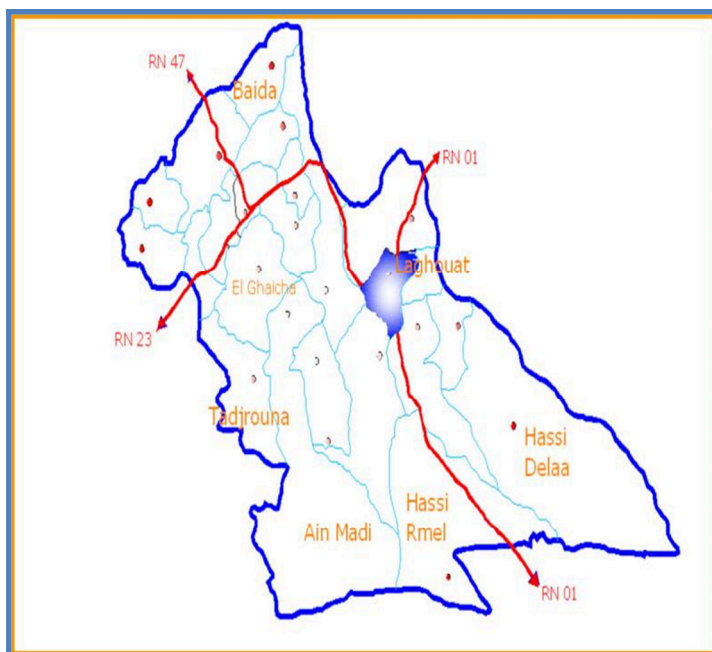 RN 47
Baida
RN 01
Laghouat
El Ghaicha
RN 23
Tadjrouna
Hassi
Delaa
Hassi
Rmel
Ain Madi
RN 01